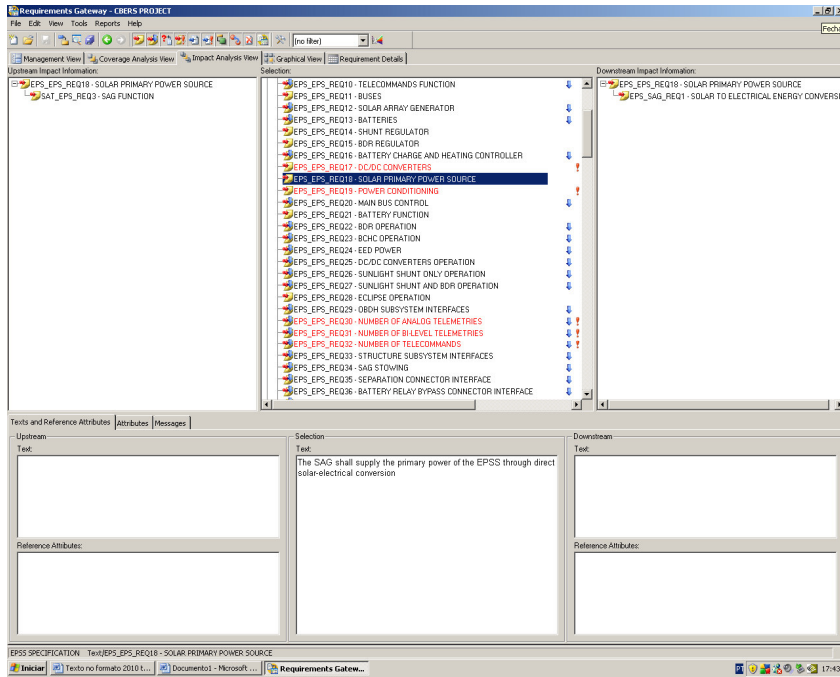 Requirements Gateway - CBERS PROJECT
File Edit View Tools Reports Help
(no filter)
Fecha
Management View Coverage Analysis View Impact Analysis View Graphical View Requirement Details
Upstream Impact Information:
EPS_EPS_REQ18 - SOLAR PRIMARY POWER SOURCE
SAT_EPS_REQ3 - SAG FUNCTION
Selection:
EPS_EPS_REQ10 - TELECOMMANDS FUNCTION
EPS_EPS_REQ11 - BUSES
EPS_EPS_REQ12 - SOLAR ARRAY GENERATOR
EPS_EPS_REQ13 - BATTERIES
EPS_EPS_REQ14 - SHUNT REGULATOR
EPS_EPS_REQ15 - BDR REGULATOR
EPS_EPS_REQ16 - BATTERY CHARGE AND HEATING CONTROLLER
EPS_EPS_REQ17 - DC/DC CONVERTERS
EPS_EPS_REQ18 - SOLAR PRIMARY POWER SOURCE
EPS_EPS_REQ19 - POWER CONDITIONING
EPS_EPS_REQ20 - MAIN BUS CONTROL
EPS_EPS_REQ21 - BATTERY FUNCTION
EPS_EPS_REQ22 - BDR OPERATION
EPS_EPS_REQ23 - BCHC OPERATION
EPS_EPS_REQ24 - EED POWER
EPS_EPS_REQ25 - DC/DC CONVERTERS OPERATION
EPS_EPS_REQ26 - SUNLIGHT SHUNT ONLY OPERATION
EPS_EPS_REQ27 - SUNLIGHT SHUNT AND BDR OPERATION
EPS_EPS_REQ28 - ECLIPSE OPERATION
EPS_EPS_REQ29 - OBDH SUBSYSTEM INTERFACES
EPS_EPS_REQ30 - NUMBER OF ANALOG TELEMETRIES
EPS_EPS_REQ31 - NUMBER OF BI-LEVEL TELEMETRIES
EPS_EPS_REQ32 - NUMBER OF TELECOMMANDS
EPS_EPS_REQ33 - STRUCTURE SUBSYSTEM INTERFACES
EPS_EPS_REQ34 - SAG STOWING
EPS_EPS_REQ35 - SEPARATION CONNECTOR INTERFACE
EPS_EPS_REQ36 - BATTERY RELAY BYPASS CONNECTOR INTERFACE
Downstream Impact Information:
EPS_EPS_REQ18 - SOLAR PRIMARY POWER SOURCE
EPS_SAG_REQ1 - SOLAR TO ELECTRICAL ENERGY CONVERSI
Texts and Reference Attributes Attributes Messages
Upstream
Text:
Reference Attributes:
Selection
Text:
The SAG shall supply the primary power of the EPSS through direct
solar-electrical conversion
Downstream
Text:
Reference Attributes:
EPSS SPECIFICATION Text/EPS_EPS_REQ18 - SOLAR PRIMARY POWER SOURCE
Iniciar Texto no formato 2010 t... Documento1 - Microsoft ... Requirements Gatew... PT 17:43